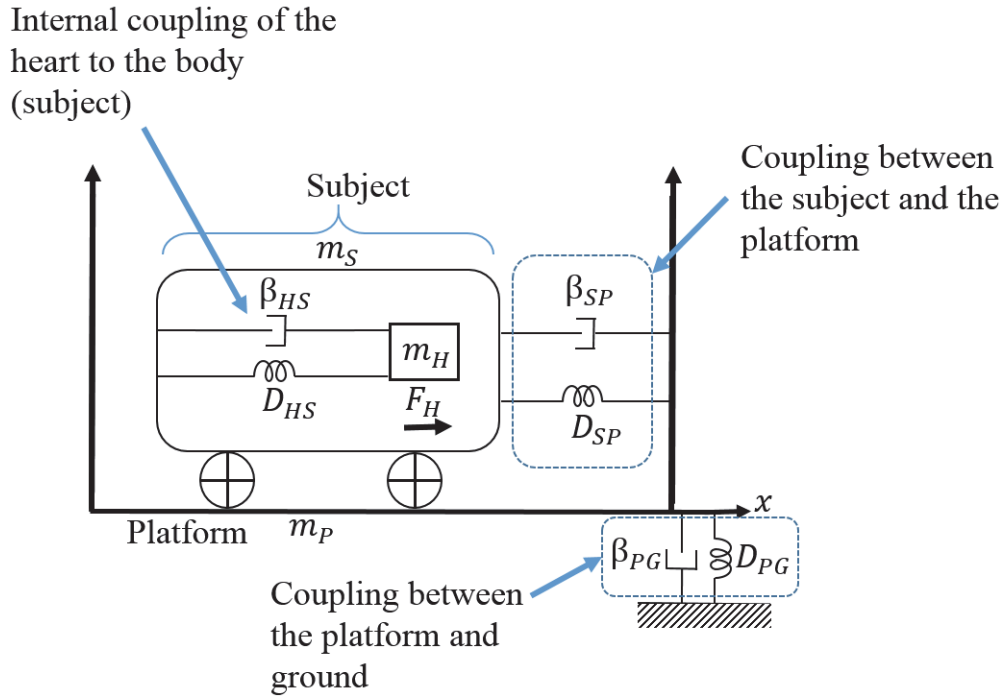 Internal coupling of the
heart to the body
(subject)
Coupling between
the subject and the
platform
Subject
m_S
β_HS
β_SP
m_H
D_HS
F_H
D_SP
x
Platform
m_P
β_PG
D_PG
Coupling between
the platform and
ground